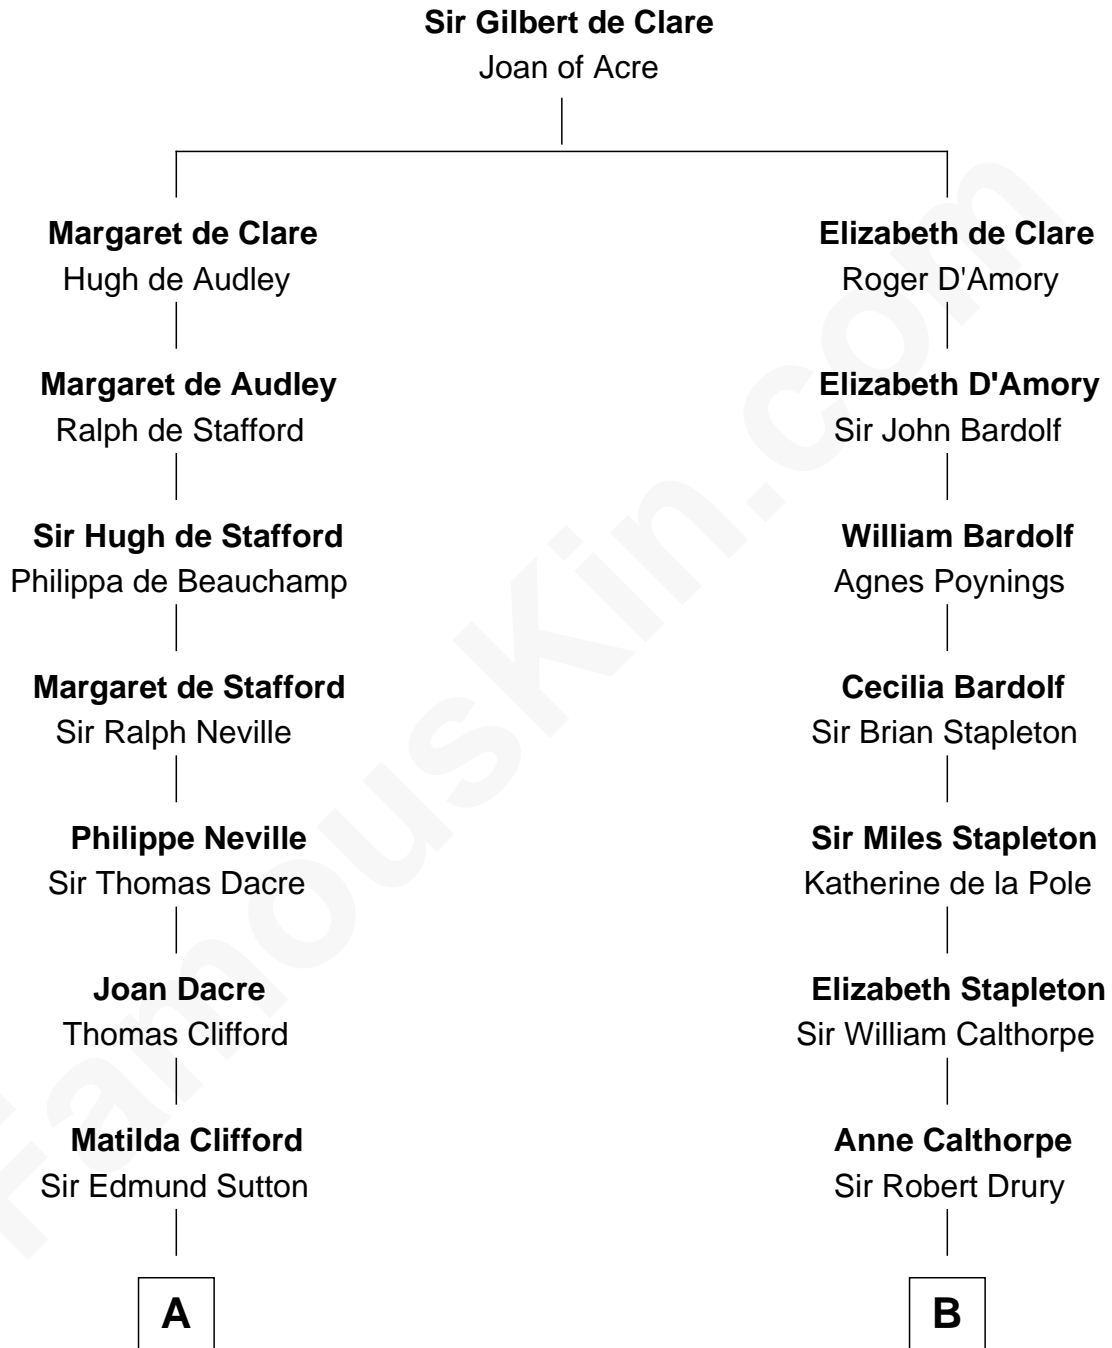 Sir Gilbert de Clare
Joan of Acre
Margaret de Clare
Hugh de Audley
Elizabeth de Clare
Roger D'Amory
Margaret de Audley
Ralph de Stafford
Elizabeth D'Amory
Sir John Bardolf
Sir Hugh de Stafford
Philippa de Beauchamp
William Bardolf
Agnes Poynings
Margaret de Stafford
Sir Ralph Neville
Cecilia Bardolf
Sir Brian Stapleton
Philippe Neville
Sir Thomas Dacre
Sir Miles Stapleton
Katherine de la Pole
Joan Dacre
Thomas Clifford
Elizabeth Stapleton
Sir William Calthorpe
Matilda Clifford
Sir Edmund Sutton
Anne Calthorpe
Sir Robert Drury
A
B
FamousKin.com